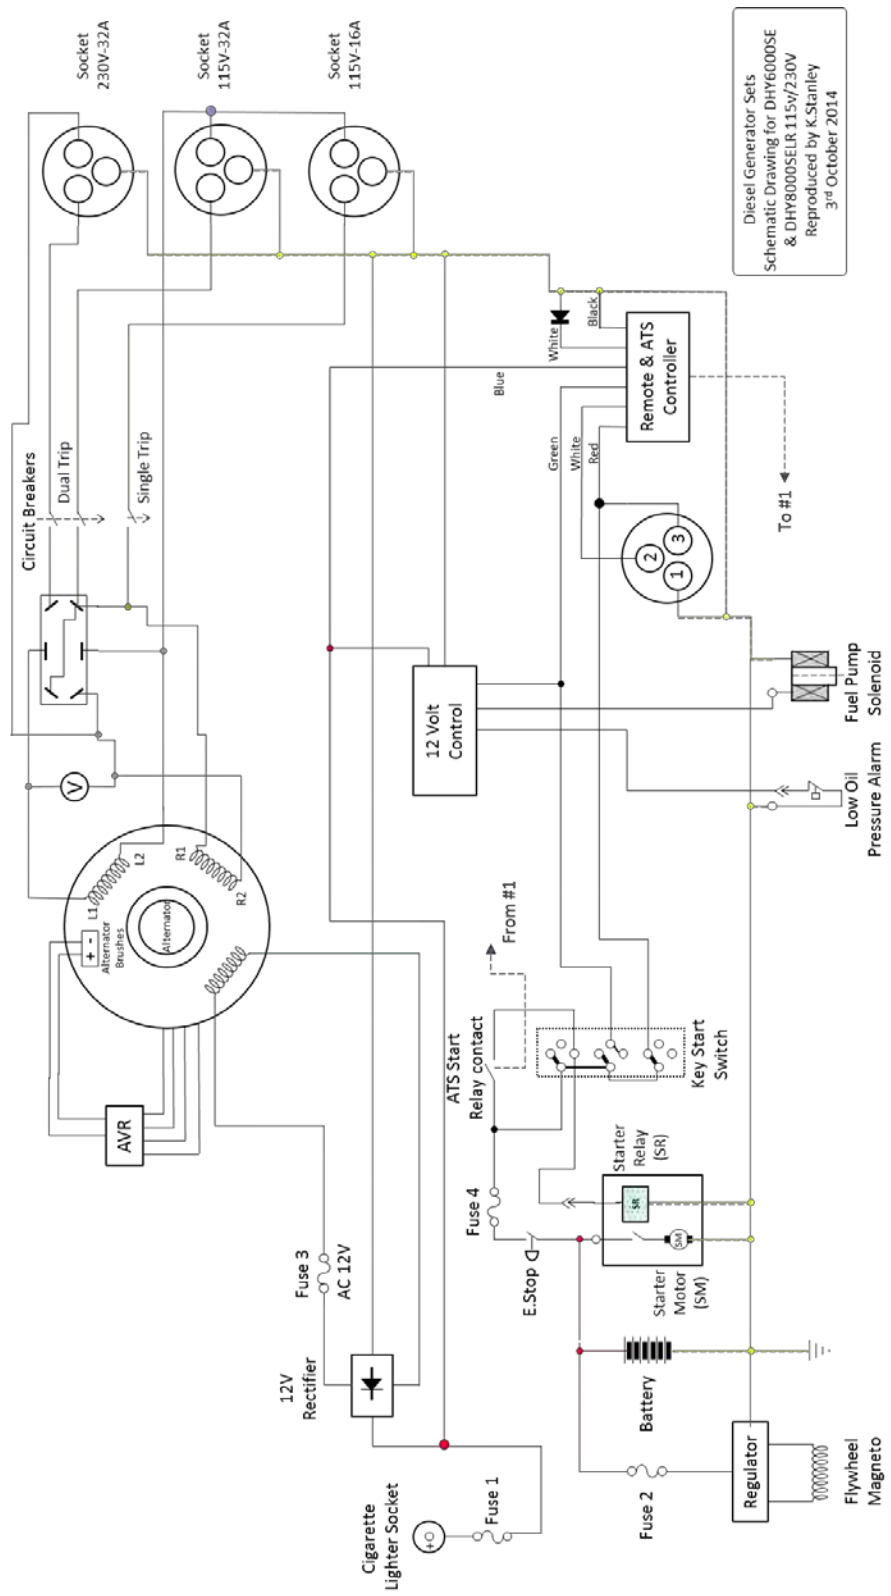 Socket
230V-32A
Socket
115V-32A
Socket
115V-16A
Diesel Generator Sets
Schematic Drawing for DHY6000SE
& DHY8000SELR 115v/230V
Reproduced by K.Stanley
3rd October 2014
Circuit Breakers
Dual Trip
Single Trip
White
Black
Blue
Green
White
Red
Remote & ATS
Controller
To #1
1
2
3
V
L1
L2
R1
R2
+ -
Alternator
Brushes
Alternator
AVR
12 Volt
Control
Fuel Pump
Solenoid
Low Oil
Pressure Alarm
From #1
ATS Start
Relay contact
Key Start
Switch
Fuse 3
AC 12V
12V
Rectifier
Fuse 4
E.Stop
Starter
Relay
(SR)
SR
SM
Starter
Motor
(SM)
Cigarette
Lighter Socket
+
Fuse 1
Battery
Fuse 2
Regulator
Flywheel
Magneto